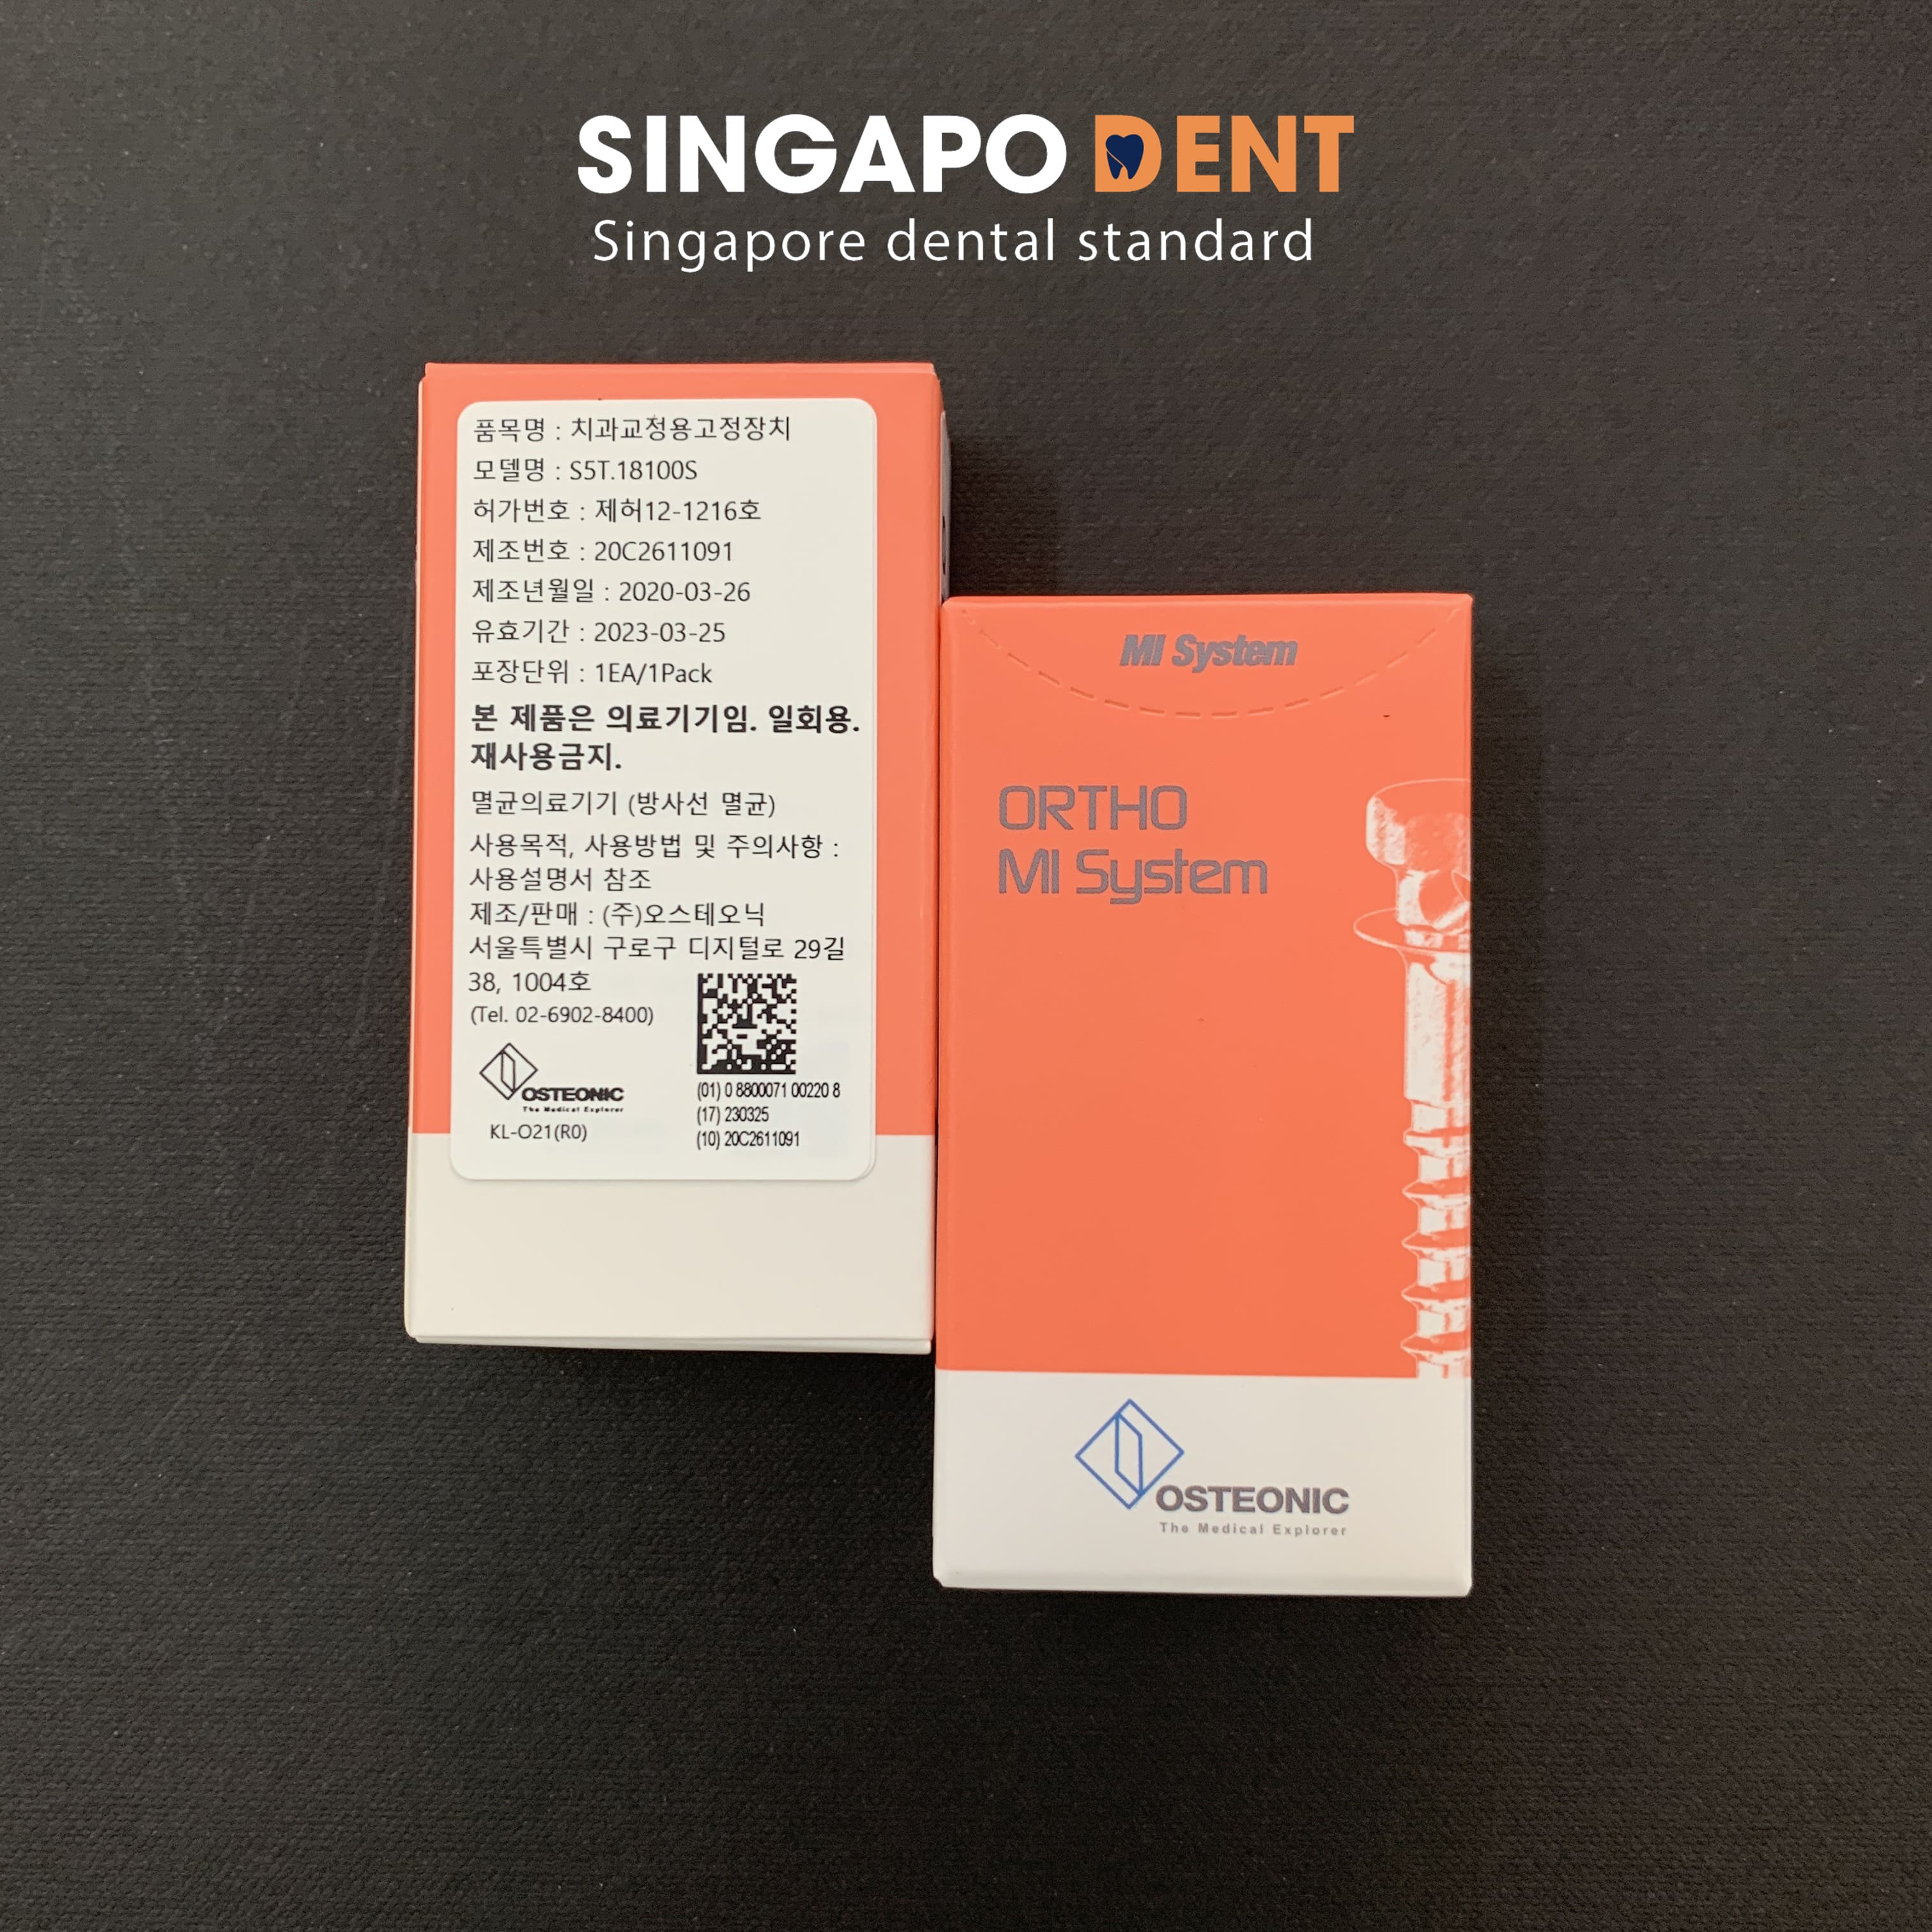 SINGAPO DENT
Singapore dental standard
품목명 : 치과교정용고정장치
모델명 : S5T.18100S
허가번호 : 제허12-1216호
제조번호 : 20C2611091
제조년월일 : 2020-03-26
유효기간 : 2023-03-25
포장단위 : 1EA/1Pack
본 제품은 의료기기임. 일회용.
재사용금지.
멸균의료기기 (방사선 멸균)
사용목적, 사용방법 및 주의사항 :
사용설명서 참조
제조/판매 : (주)오스테오닉
서울특별시 구로구 디지털로 29길
38, 1004호
(Tel. 02-6902-8400)
OSTEONIC
The Medical Explorer
KL-O21(R0)
(01) 0 8800071 00220 8
(17) 230325
(10) 20C2611091
MI System
ORTHO
MI System
OSTEONIC
The Medical Explorer